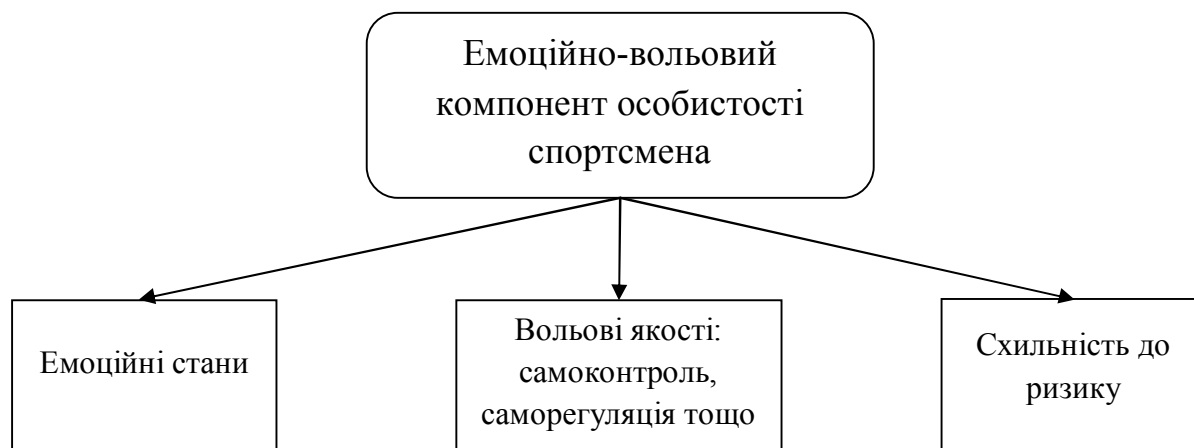 Емоційно-вольовий
компонент особистості
спортсмена
Емоційні стани
Вольові якості:
самоконтроль,
саморегуляція тощо
Схильність до
ризику